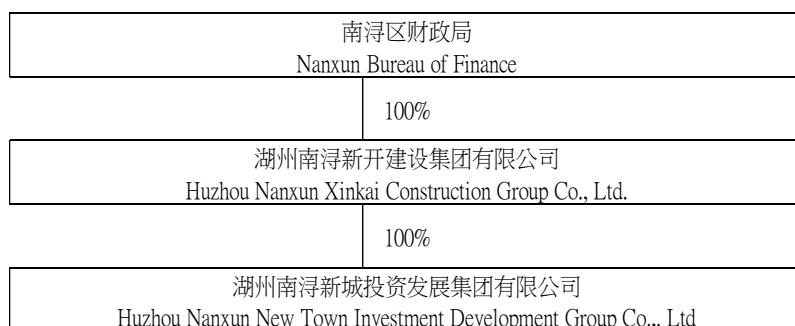 南浔区财政局
Nanxun Bureau of Finance
100%
湖州南浔新开建设集团有限公司
Huzhou Nanxun Xinkai Construction Group Co., Ltd.
100%
湖州南浔新城投资发展集团有限公司
Huzhou Nanxun New Town Investment Development Group Co,.. Ltd